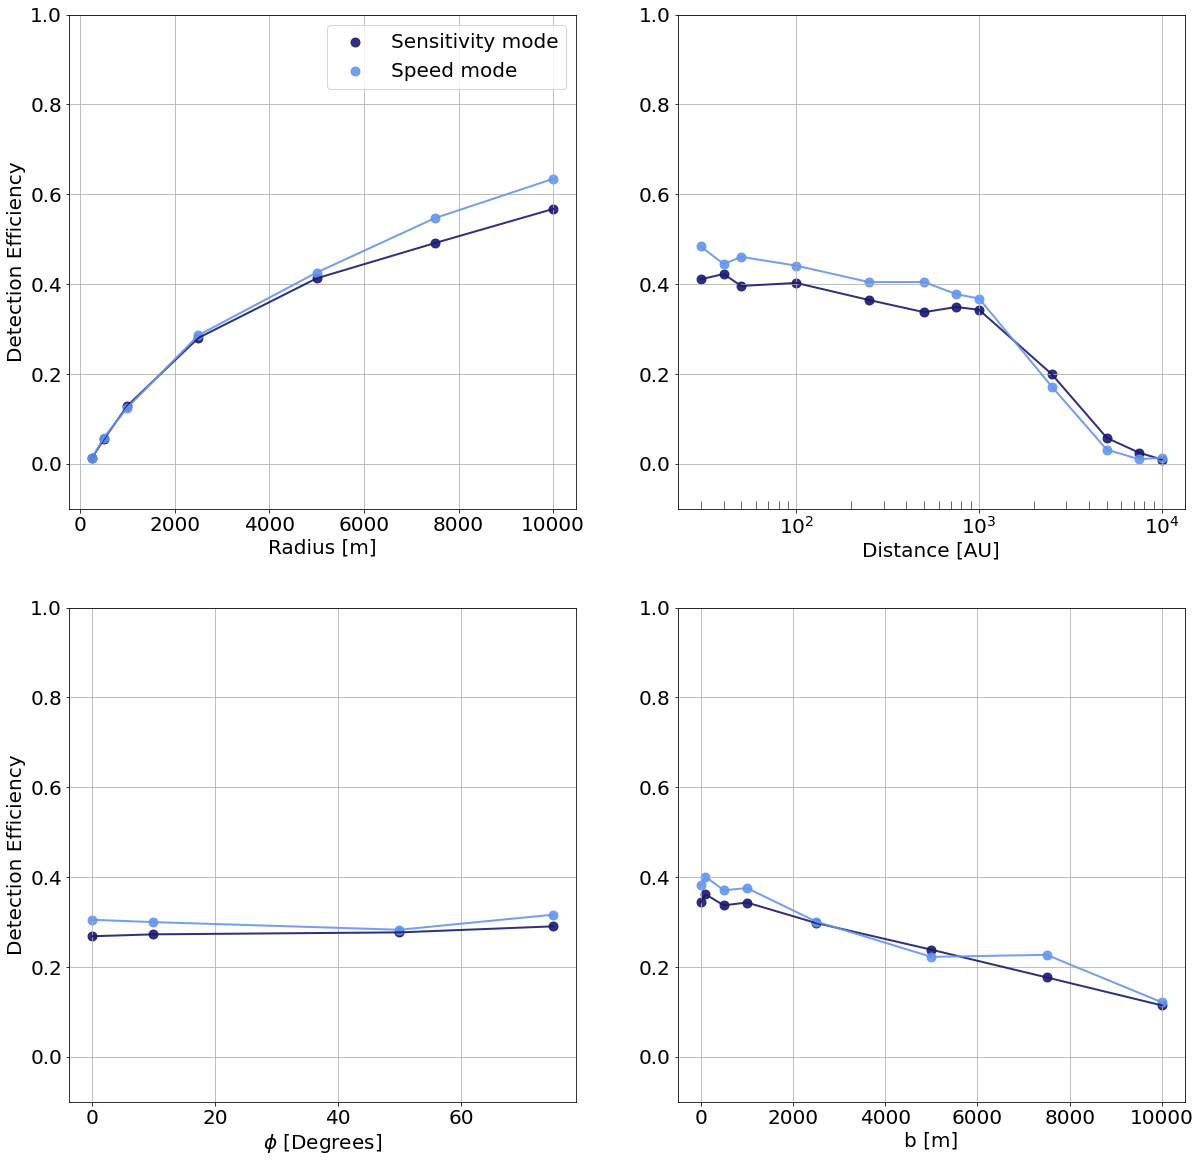 1.0
0.8
0.6
0.4
0.2
0.0
Detection Efficiency
Sensitivity mode
Speed mode
0 2000 4000 6000 8000 10000
Radius [m]
1.0
0.8
0.6
0.4
0.2
0.0
10² 10³ 10⁴
Distance [AU]
1.0
0.8
0.6
0.4
0.2
0.0
Detection Efficiency
0 20 40 60
ϕ [Degrees]
1.0
0.8
0.6
0.4
0.2
0.0
0 2000 4000 6000 8000 10000
b [m]